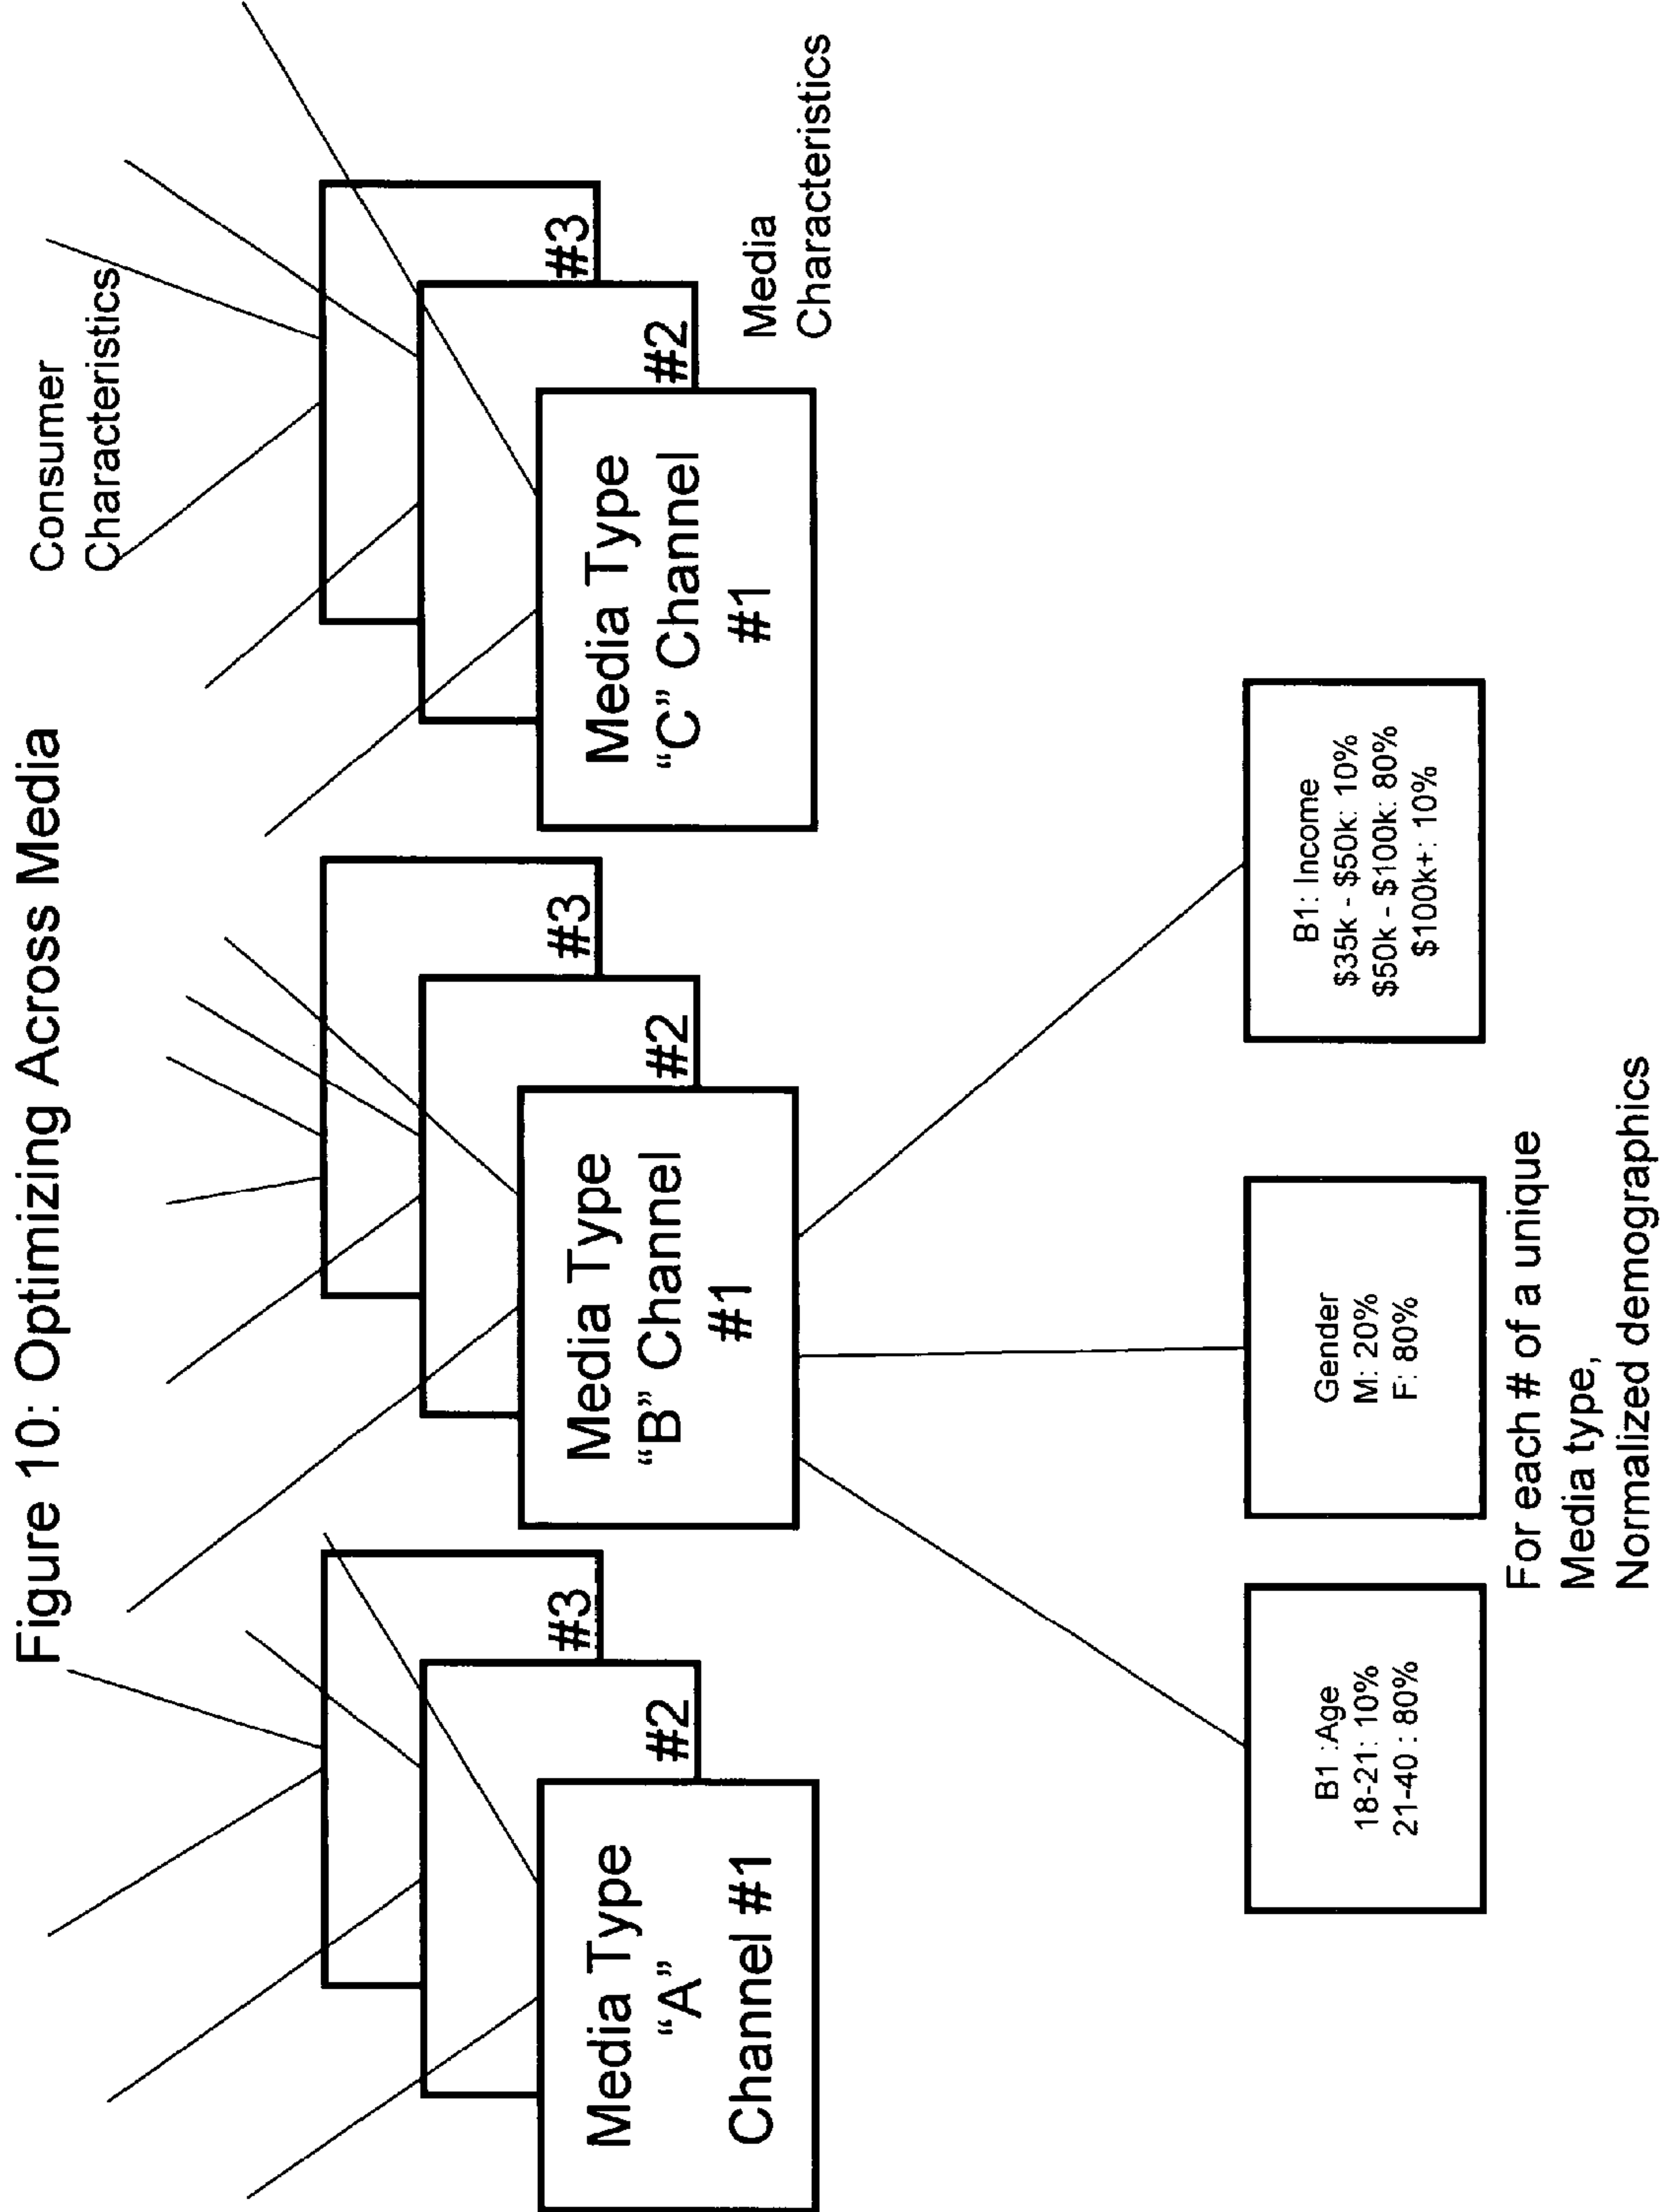 Figure 10: Optimizing Across Media
Consumer
Characteristics
Media Type
“A”
Channel #1
#2
#3
Media Type
“B” Channel
#1
#2
#3
Media Type
“C” Channel
#1
#2
#3
Media
Characteristics
B1 :Age
18-21: 10%
21-40 : 80%
Gender
M: 20%
F: 80%
B1: Income
$35k - $50k: 10%
$50k - $100k: 80%
$100k+: 10%
For each # of a unique
Media type,
Normalized demographics